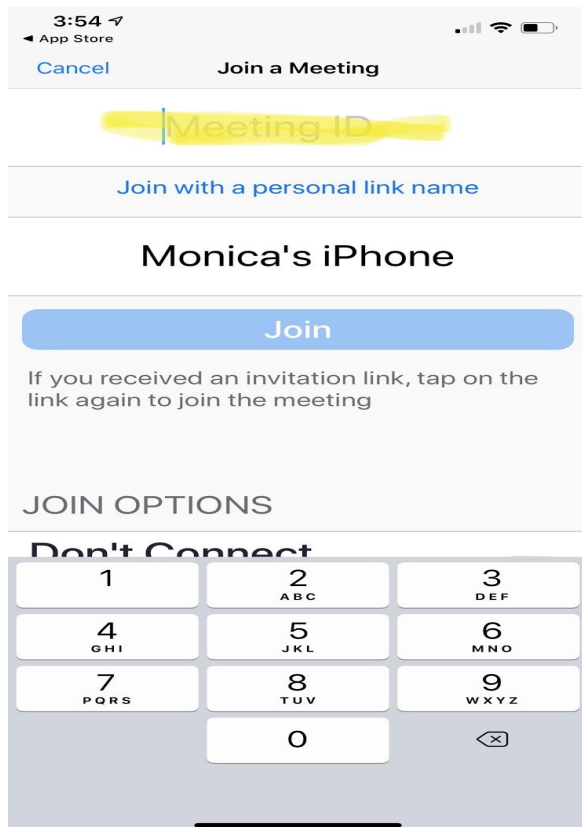 3:54
◀ App Store
Cancel Join a Meeting
Meeting ID
Join with a personal link name
Monica's iPhone
Join
If you received an invitation link, tap on the
link again to join the meeting
JOIN OPTIONS
Don't Connect
1 2 3
ABC DEF
4 5 6
GHI JKL MNO
7 8 9
PQRS TUV WXYZ
0